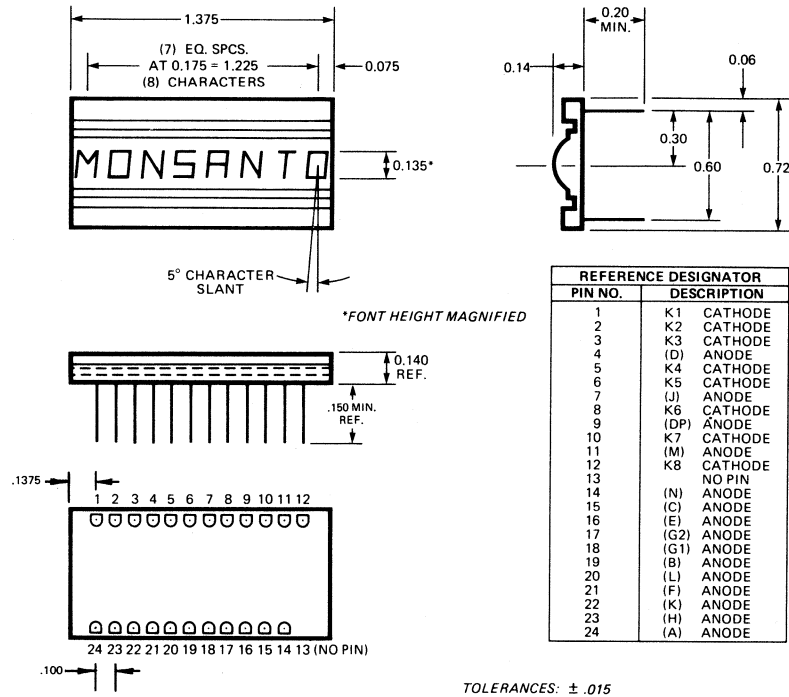 1.375
(7) EQ. SPCS.
AT 0.175 = 1.225
(8) CHARACTERS
0.075
MONSANTO
0.135*
5° CHARACTER
SLANT
*FONT HEIGHT MAGNIFIED
0.20
MIN.
0.14
0.06
0.30
0.60
0.72
0.140
REF.
.150 MIN.
REF.
.1375
1 2 3 4 5 6 7 8 9 10 11 12
24 23 22 21 20 19 18 17 16 15 14 13 (NO PIN)
.100
REFERENCE DESIGNATOR
PIN NO. DESCRIPTION
1 K1 CATHODE
2 K2 CATHODE
3 K3 CATHODE
4 (D) ANODE
5 K4 CATHODE
6 K5 CATHODE
7 (J) ANODE
8 K6 CATHODE
9 (DP) ANODE
10 K7 CATHODE
11 (M) ANODE
12 K8 CATHODE
13 NO PIN
14 (N) ANODE
15 (C) ANODE
16 (E) ANODE
17 (G2) ANODE
18 (G1) ANODE
19 (B) ANODE
20 (L) ANODE
21 (F) ANODE
22 (K) ANODE
23 (H) ANODE
24 (A) ANODE
TOLERANCES: ± .015